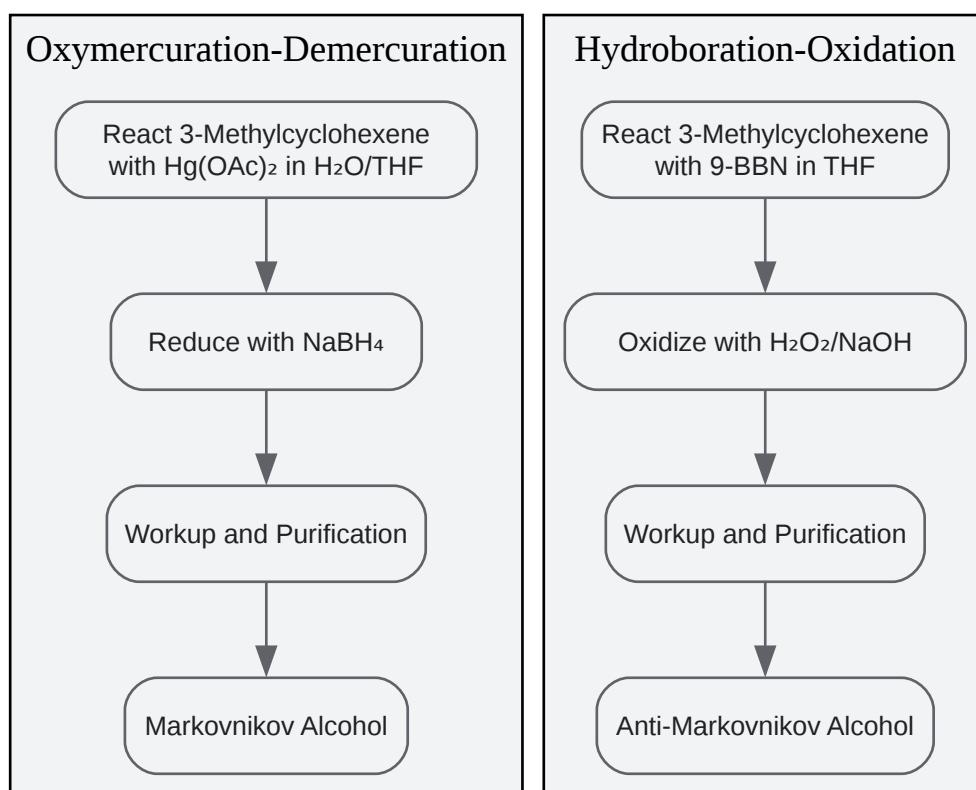 Oxymercuration-Demercuration
React 3-Methylcyclohexene
with Hg(OAc)₂ in H₂O/THF
Reduce with NaBH₄
Workup and Purification
Markovnikov Alcohol
Hydroboration-Oxidation
React 3-Methylcyclohexene
with 9-BBN in THF
Oxidize with H₂O₂/NaOH
Workup and Purification
Anti-Markovnikov Alcohol